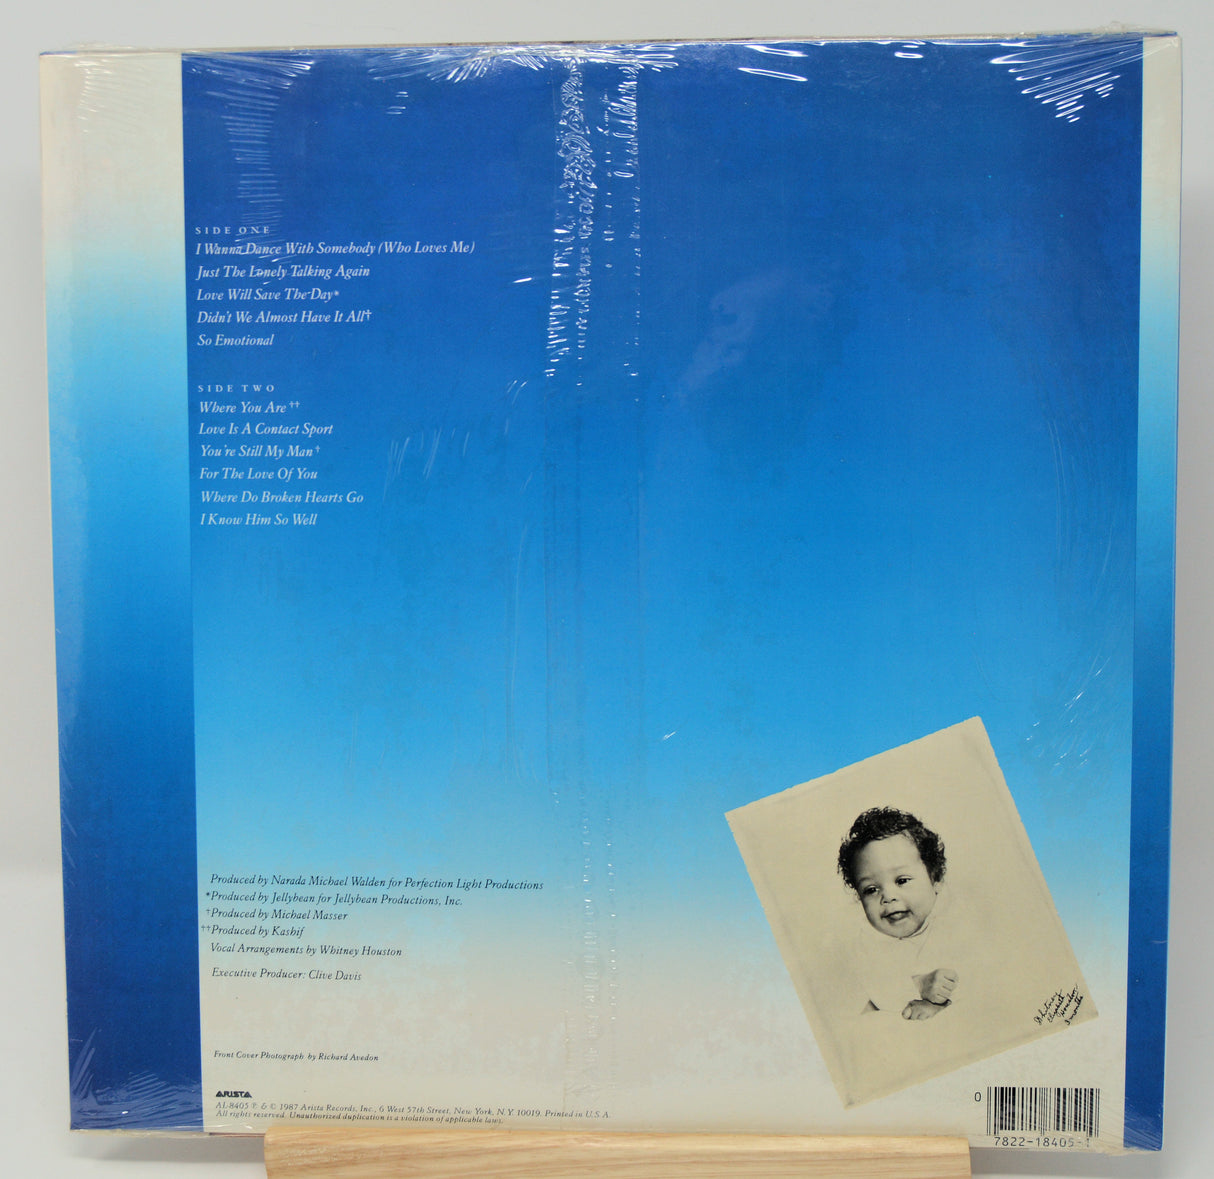 SIDE ONE
I Wanna Dance With Somebody (Who Loves Me)
Just The Lonely Talking Again
Love Will Save The Day*
Didn't We Almost Have It All†
So Emotional
SIDE TWO
Where You Are ††
Love Is A Contact Sport
You're Still My Man †
For The Love Of You
Where Do Broken Hearts Go
I Know Him So Well
Produced by Narada Michael Walden for Perfection Light Productions
*Produced by Jellybean for Jellybean Productions, Inc.
†Produced by Michael Masser
††Produced by Kashif
Vocal Arrangements by Whitney Houston
Executive Producer: Clive Davis
Whitney
Elizabeth
Houston
3 months
Front Cover Photograph by Richard Avedon
ARISTA
AL-8405 ℗ & © 1987 Arista Records, Inc., 6 West 57th Street, New York, N.Y. 10019. Printed in U.S.A.
All rights reserved. Unauthorized duplication is a violation of applicable laws.
0
7822-18405-1